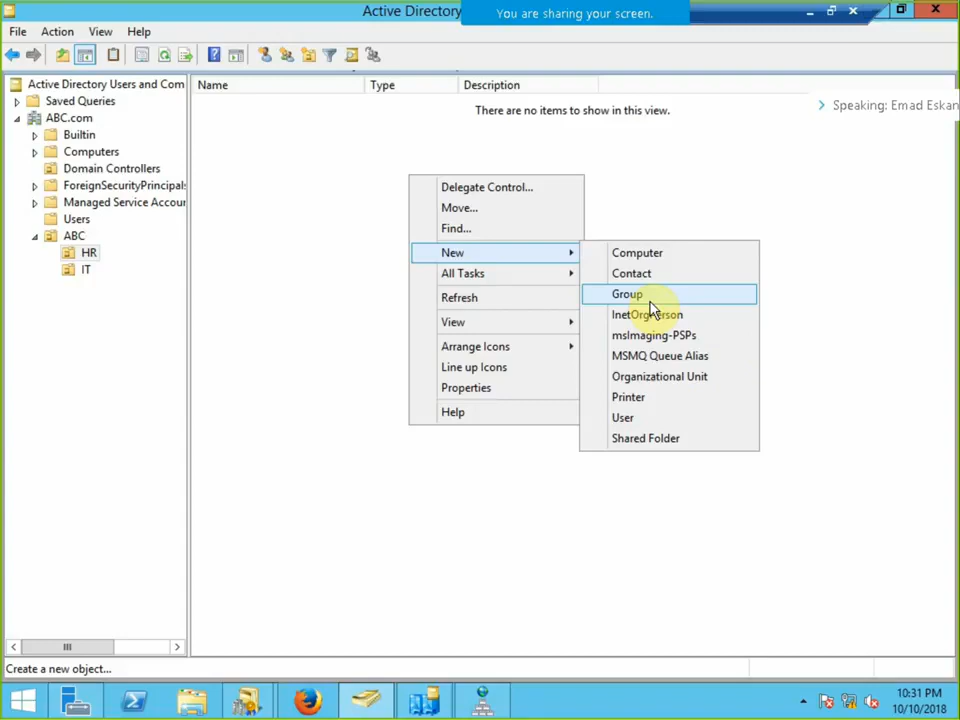 Active Directory
You are sharing your screen.
File Action View Help
Active Directory Users and Com
Saved Queries
ABC.com
Builtin
Computers
Domain Controllers
ForeignSecurityPrincipals
Managed Service Accour
Users
ABC
HR
IT
Name Type Description
There are no items to show in this view.
Speaking: Emad Eskan
Delegate Control...
Move...
Find...
New
All Tasks
Refresh
View
Arrange Icons
Line up Icons
Properties
Help
Computer
Contact
Group
InetOrgPerson
msImaging-PSPs
MSMQ Queue Alias
Organizational Unit
Printer
User
Shared Folder
Create a new object...
10:31 PM
10/10/2018